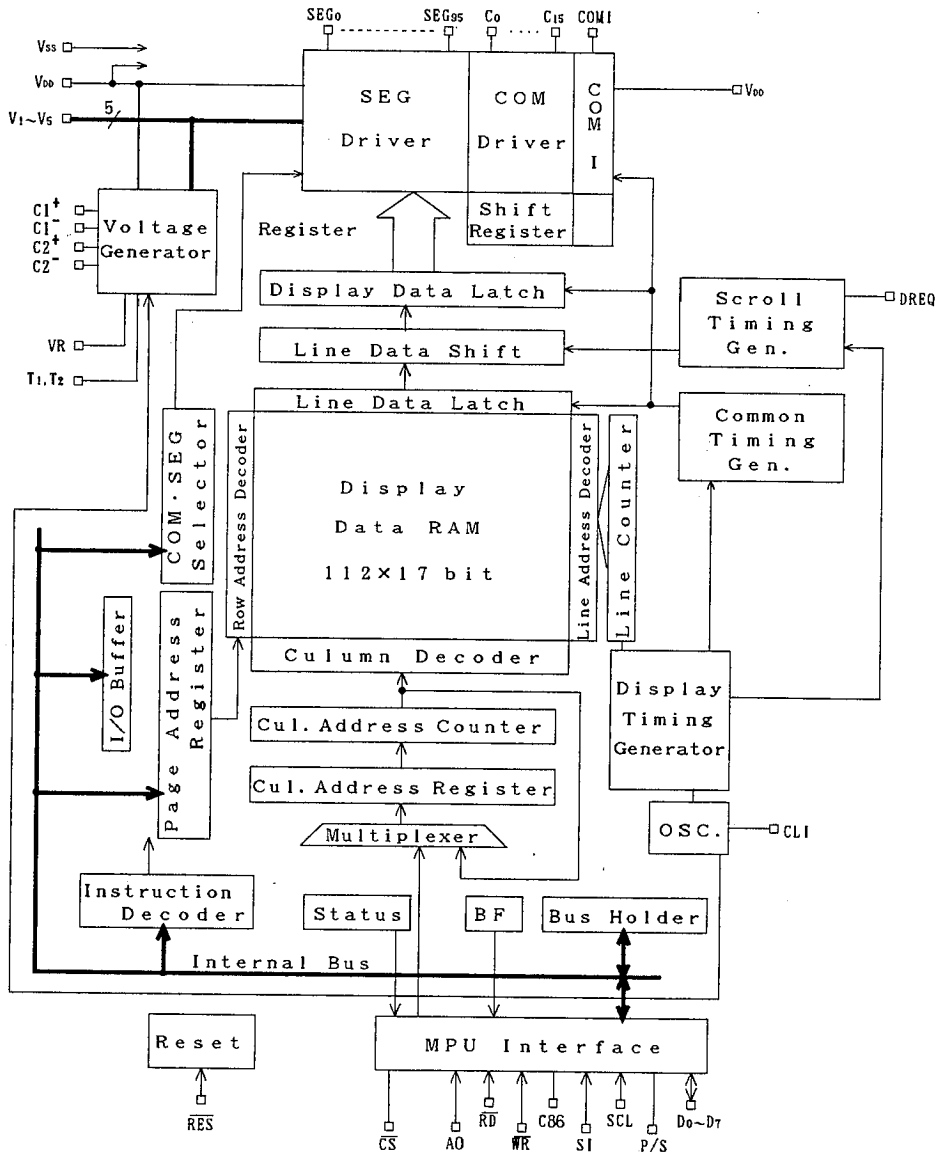 SEG0 SEG95 C0 C15 COMI
VSS
VDD
V1~V5
5
SEG
Driver
COM
Driver
COM I
VDD
C1+
C1-
C2+
C2-
Voltage
Generator
Register
Shift
Register
Display Data Latch
Scroll
Timing
Gen.
DREQ
VR
Line Data Shift
T1,T2
Line Data Latch
Common
Timing
Gen.
COM·SEG
Selector
Row Address Decoder
Display
Data RAM
112×17 bit
Line Address Decoder
Line Counter
I/O Buffer
Page Address
Register
Culumn Decoder
Display
Timing
Generator
Cul. Address Counter
Cul. Address Register
Multiplexer
OSC.
CLI
Instruction
Decoder
Status
BF
Bus Holder
Internal Bus
Reset
MPU Interface
RES
CS
AO
RD
WR
C86
SI
SCL
P/S
D0~D7